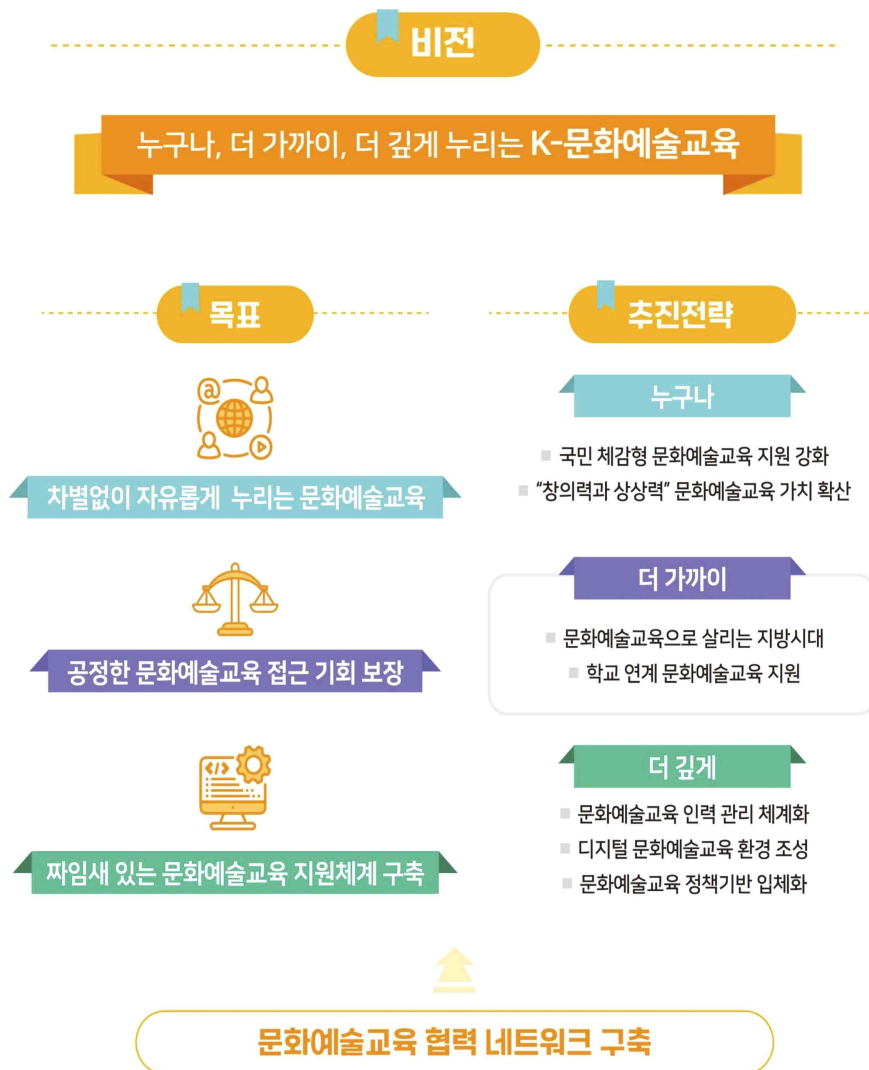 비전
누구나, 더 가까이, 더 깊게 누리는 K-문화예술교육
목표
차별없이 자유롭게 누리는 문화예술교육
공정한 문화예술교육 접근 기회 보장
</>
짜임새 있는 문화예술교육 지원체계 구축
추진전략
누구나
국민 체감형 문화예술교육 지원 강화
“창의력과 상상력” 문화예술교육 가치 확산
더 가까이
문화예술교육으로 살리는 지방시대
학교 연계 문화예술교육 지원
더 깊게
문화예술교육 인력 관리 체계화
디지털 문화예술교육 환경 조성
문화예술교육 정책기반 입체화
문화예술교육 협력 네트워크 구축